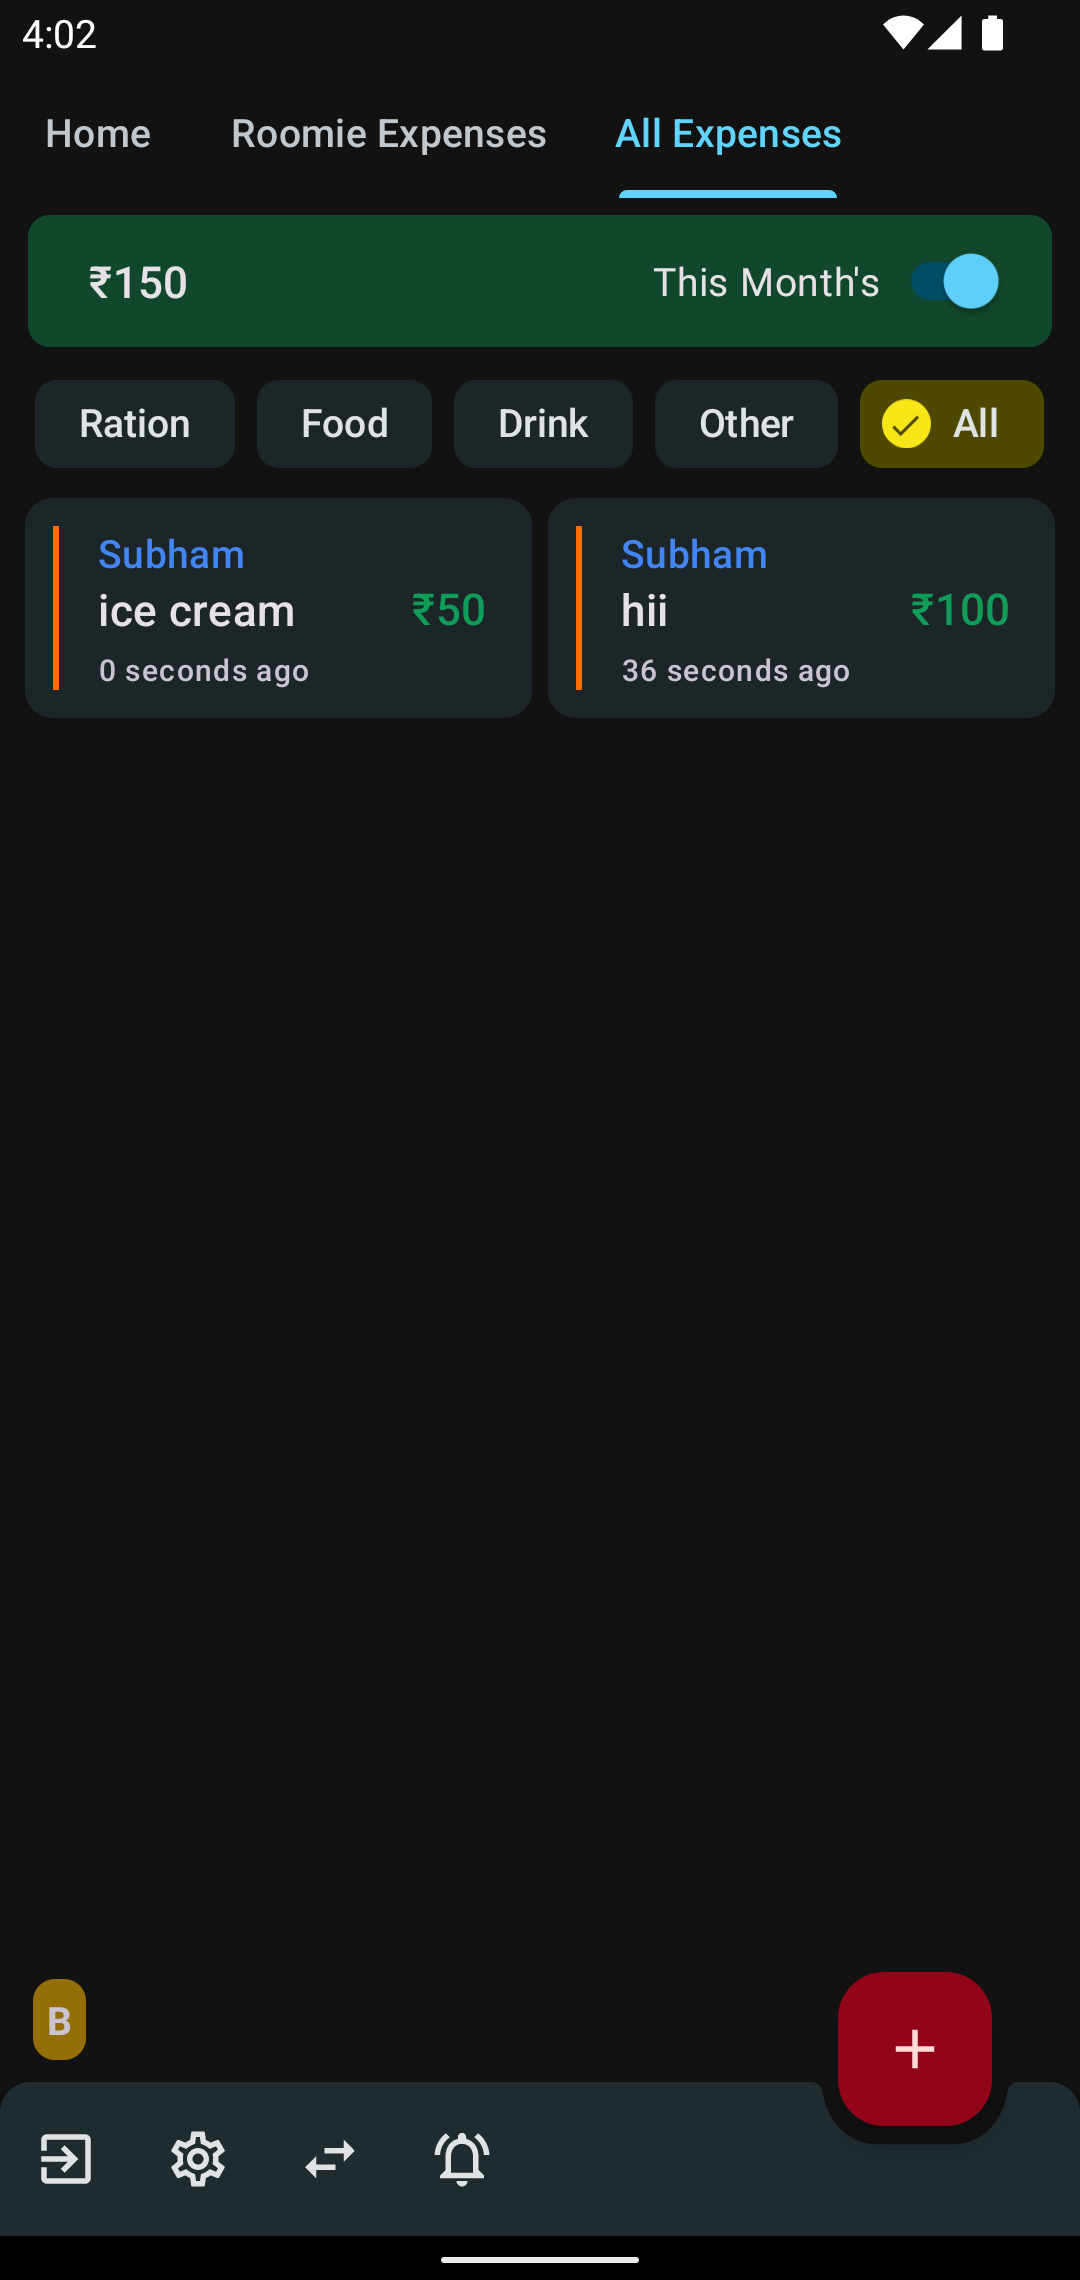 4:02
Home Roomie Expenses All Expenses
₹150 This Month's
Ration Food Drink Other All
Subham
ice cream ₹50
0 seconds ago
Subham
hii ₹100
36 seconds ago
B